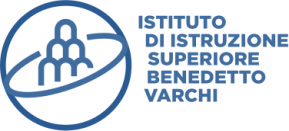 ISTITUTO
DI ISTRUZIONE
SUPERIORE
BENEDETTO
VARCHI